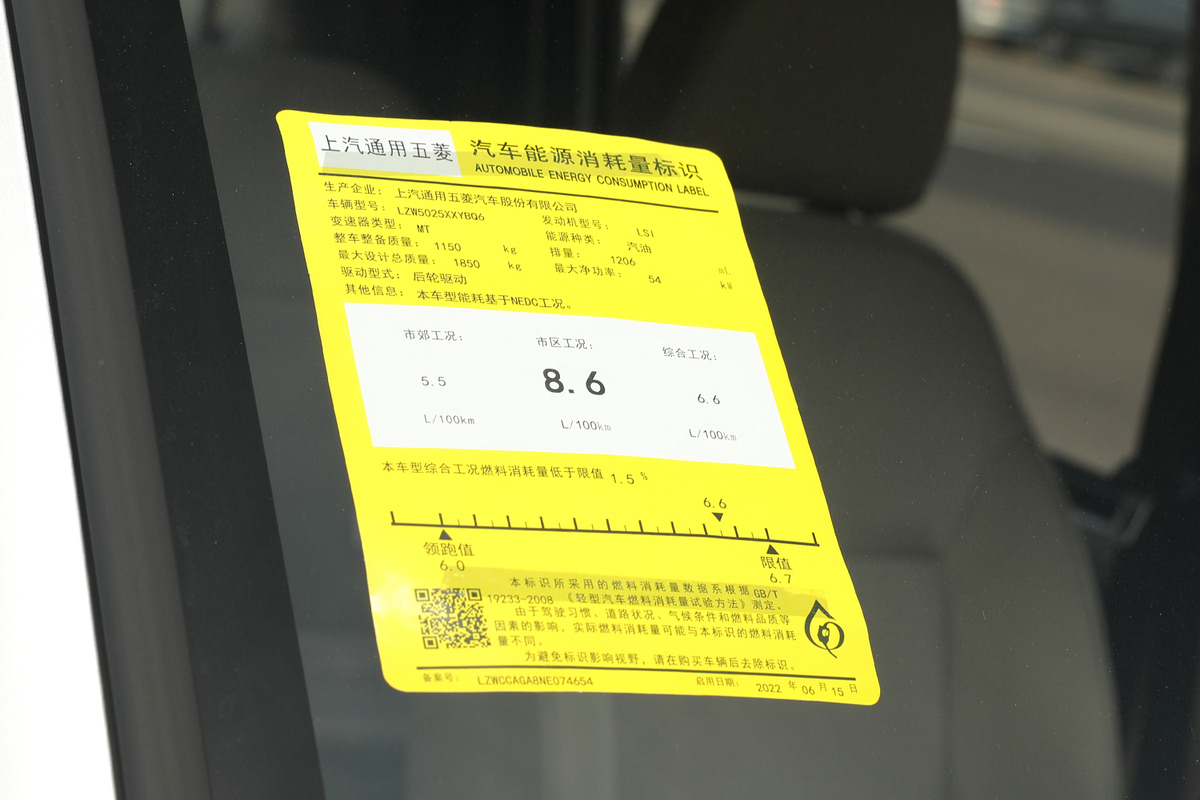 上汽通用五菱 汽车能源消耗量标识
AUTOMOBILE ENERGY CONSUMPTION LABEL
生产企业: 上汽通用五菱汽车股份有限公司
车辆型号: LZW5025XXYBQ6 发动机型号: LSI
变速器类型: MT 能源种类: 汽油
整车整备质量: 1150 kg 排量: 1206 mL
最大设计总质量: 1850 kg 最大净功率: 54 kW
驱动型式: 后轮驱动
其他信息: 本车型能耗基于NEDC工况。
市郊工况: 市区工况: 综合工况:
5.5 8.6 6.6
L/100km L/100km L/100km
本车型综合工况燃料消耗量低于限值 1.5 %
6.6
领跑值 限值
6.0 6.7
本标识所采用的燃料消耗量数据系根据GB/T
19233-2008 《轻型汽车燃料消耗量试验方法》测定。
由于驾驶习惯、道路状况、气候条件和燃料品质等
因素的影响,实际燃料消耗量可能与本标识的燃料消耗
量不同。
为避免标识影响视野,请在购买车辆后去除标识。
备案号: LZWCCAGA8NE074654 启用日期: 2022 年 06 月 15 日